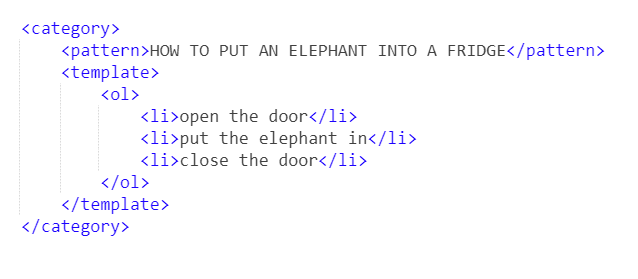 <category>
<pattern>HOW TO PUT AN ELEPHANT INTO A FRIDGE</pattern>
<template>
<ol>
<li>open the door</li>
<li>put the elephant in</li>
<li>close the door</li>
</ol>
</template>
</category>